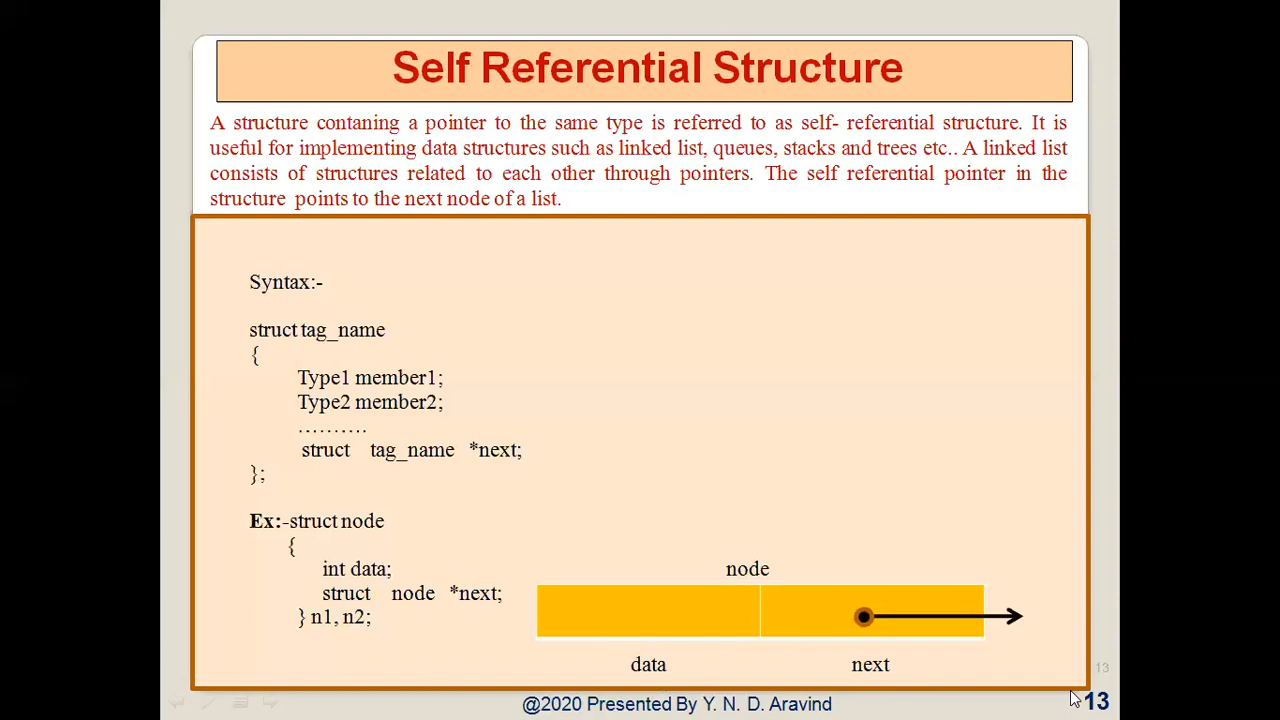 Self Referential Structure
A structure contaning a pointer to the same type is referred to as self- referential structure. It is
useful for implementing data structures such as linked list, queues, stacks and trees etc.. A linked list
consists of structures related to each other through pointers. The self referential pointer in the
structure points to the next node of a list.
Syntax:-
struct tag_name
{
Type1 member1;
Type2 member2;
……….
struct tag_name *next;
};
Ex:-struct node
{
int data;
struct node *next;
} n1, n2;
node
data next
13
@2020 Presented By Y. N. D. Aravind
13